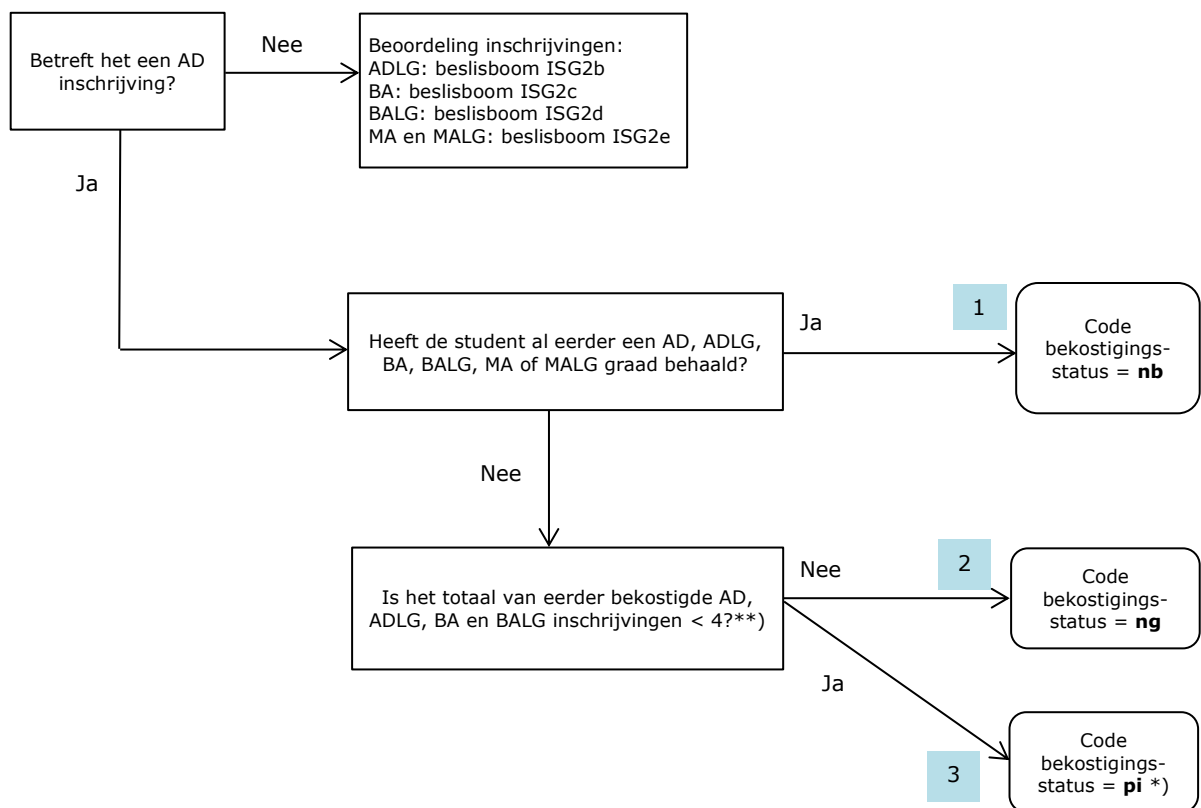 Betreft het een AD
inschrijving?
Nee
Beoordeling inschrijvingen:
ADLG: beslisboom ISG2b
BA: beslisboom ISG2c
BALG: beslisboom ISG2d
MA en MALG: beslisboom ISG2e
Ja
Heeft de student al eerder een AD, ADLG,
BA, BALG, MA of MALG graad behaald?
Ja
1
Code
bekostigings-
status = nb
Nee
Is het totaal van eerder bekostigde AD,
ADLG, BA en BALG inschrijvingen < 4?**)
Nee
2
Code
bekostigings-
status = ng
Ja
3
Code
bekostigings-
status = pi *)